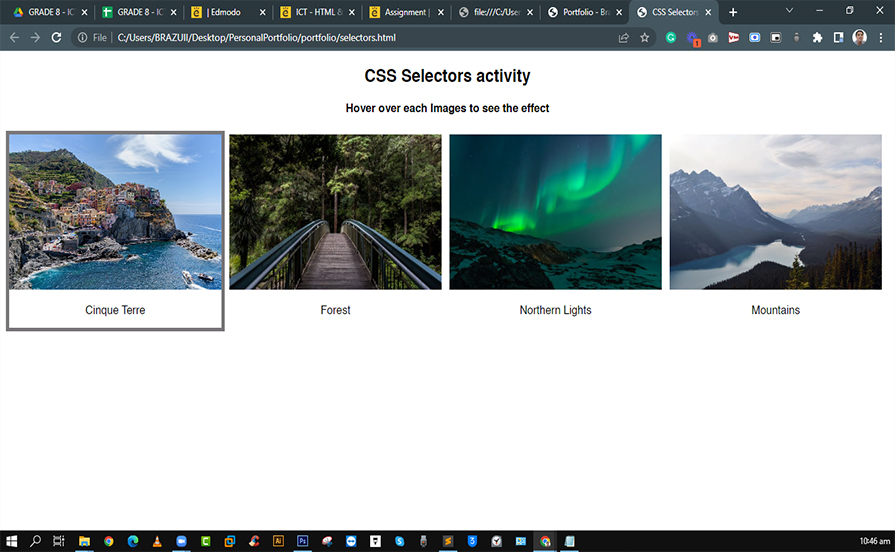 GRADE 8 - IC
GRADE 8 - IC
| Edmodo
ICT - HTML &
Assignment |
file:///C:/User
Portfolio - Bra
CSS Selectors
File | C:/Users/BRAZUII/Desktop/PersonalPortfolio/portfolio/selectors.html
CSS Selectors activity
Hover over each Images to see the effect
Cinque Terre
Forest
Northern Lights
Mountains
10:46 am